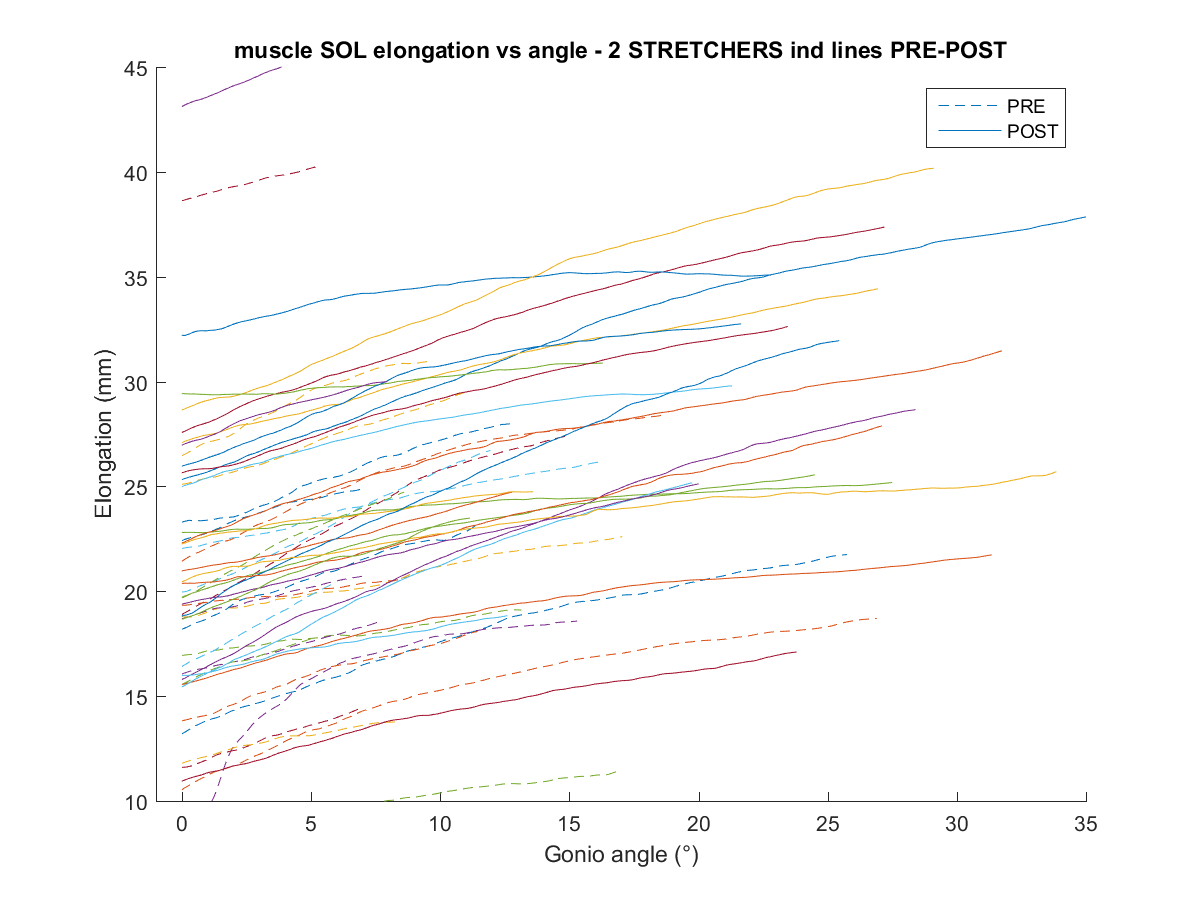 muscle SOL elongation vs angle - 2 STRETCHERS ind lines PRE-POST
PRE
POST
Elongation (mm)
45
40
35
30
25
20
15
10
0 5 10 15 20 25 30 35
Gonio angle (°)